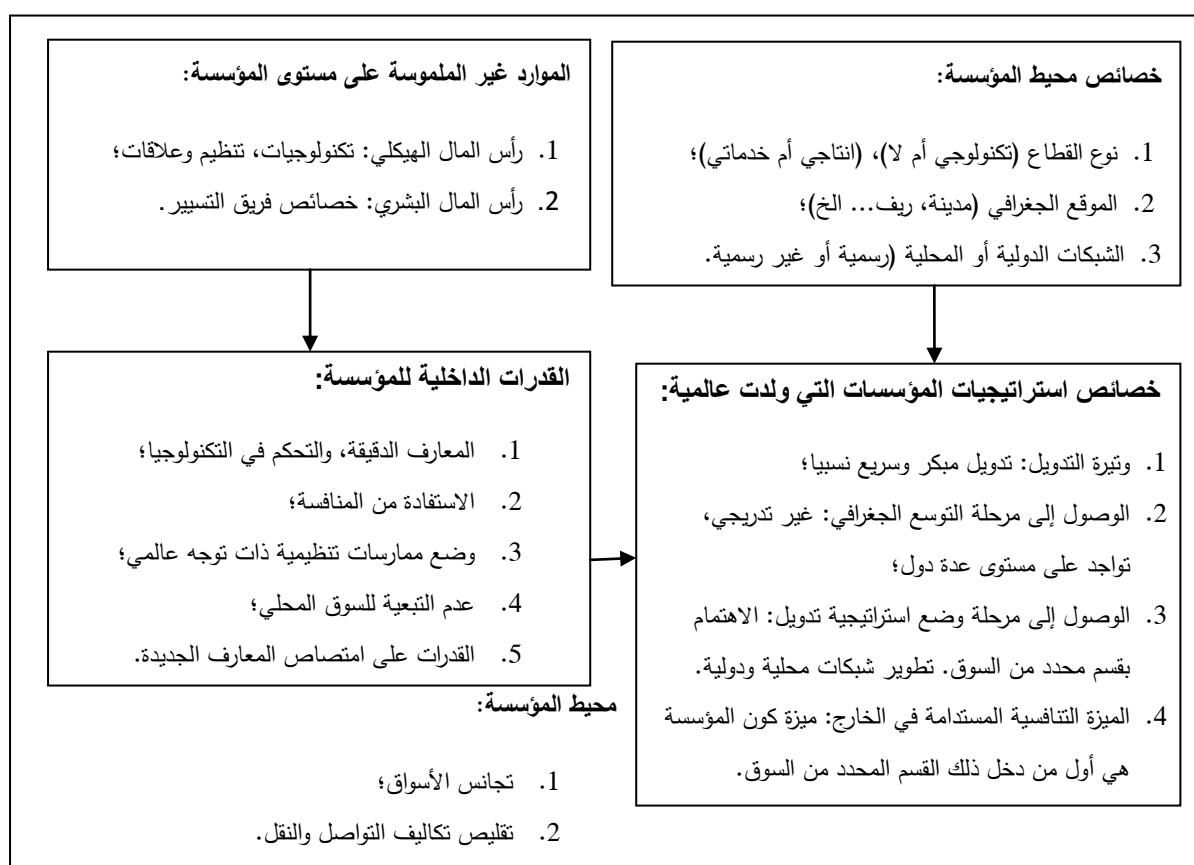 خصائص محيط المؤسسة:
1. نوع القطاع (تكنولوجي أم لا)، (انتاجي أم خدماتي)؛
2. الموقع الجغرافي (مدينة، ريف... الخ)؛
3. الشبكات الدولية أو المحلية (رسمية أو غير رسمية.
الموارد غير الملموسة على مستوى المؤسسة:
1. رأس المال الهيكلي: تكنولوجيات، تنظيم وعلاقات؛
2. رأس المال البشري: خصائص فريق التسيير.
خصائص استراتيجيات المؤسسات التي ولدت عالمية:
1. وتيرة التدويل: تدويل مبكر وسريع نسبيا؛
2. الوصول إلى مرحلة التوسع الجغرافي: غير تدريجي،
تواجد على مستوى عدة دول؛
3. الوصول إلى مرحلة وضع استراتيجية تدويل: الاهتمام
بقسم محدد من السوق. تطوير شبكات محلية ودولية.
4. الميزة التنافسية المستدامة في الخارج: ميزة كون المؤسسة
هي أول من دخل ذلك القسم المحدد من السوق.
القدرات الداخلية للمؤسسة:
1. المعارف الدقيقة، والتحكم في التكنولوجيا؛
2. الاستفادة من المنافسة؛
3. وضع ممارسات تنظيمية ذات توجه عالمي؛
4. عدم التبعية للسوق المحلي؛
5. القدرات على امتصاص المعارف الجديدة.
محيط المؤسسة:
1. تجانس الأسواق؛
2. تقليص تكاليف التواصل والنقل.